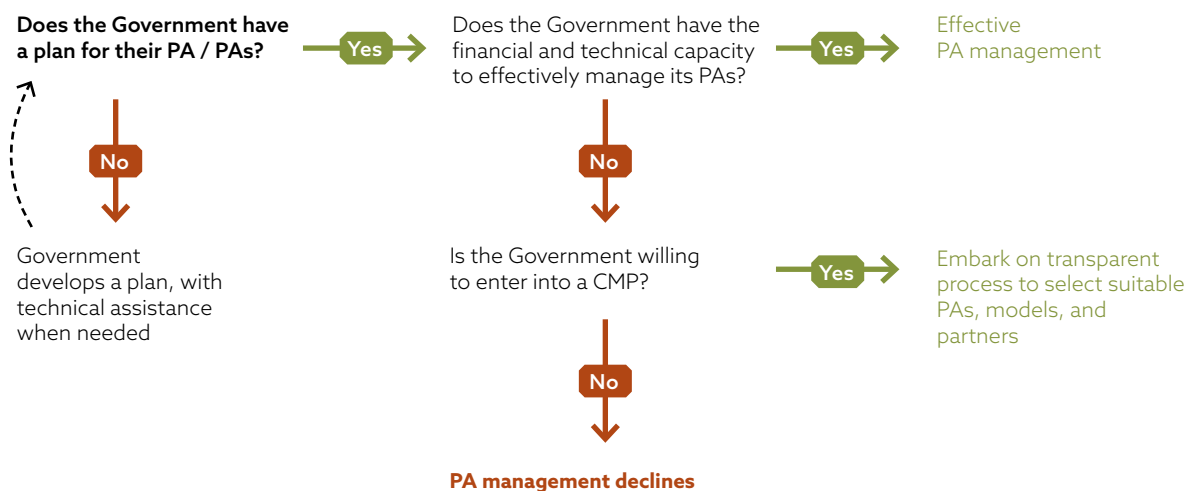 Does the Government have
a plan for their PA / PAs?
Yes
Does the Government have the
financial and technical capacity
to effectively manage its PAs?
Yes
Effective
PA management
No
No
Government
develops a plan, with
technical assistance
when needed
Is the Government willing
to enter into a CMP?
Yes
Embark on transparent
process to select suitable
PAs, models, and
partners
No
PA management declines